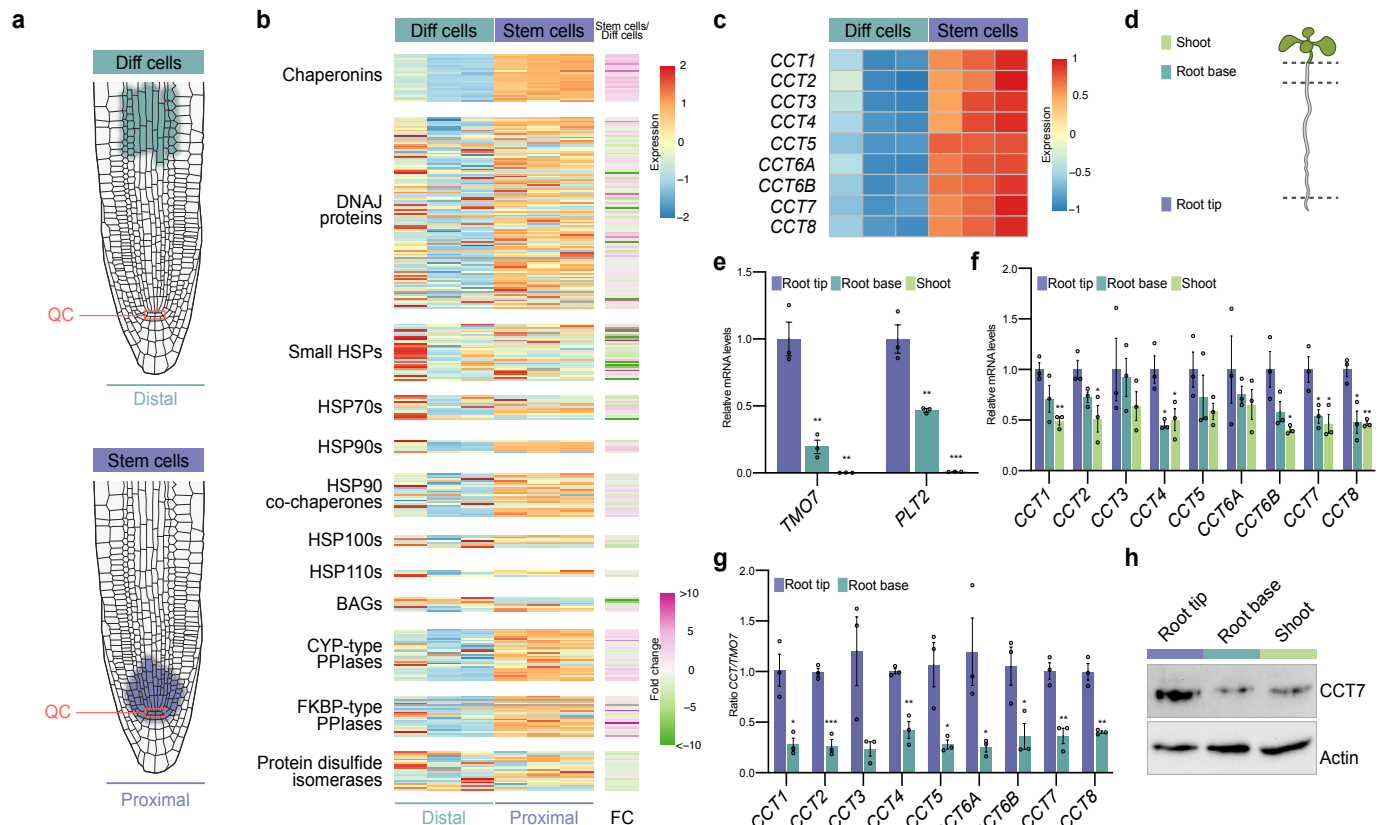 a
Diff cells
QC
Distal
Stem cells
QC
Proximal
b
Diff cells
Stem cells
Stem cells/
Diff cells
Chaperonins
DNAJ
proteins
Small HSPs
HSP70s
HSP90s
HSP90
co-chaperones
HSP100s
HSP110s
BAGs
CYP-type
PPIases
FKBP-type
PPIases
Protein disulfide
isomerases
Distal
Proximal
FC
2
1
0
−1
−2
Expression
>10
5
0
−5
<−10
Fold change
c
Diff cells
Stem cells
CCT1
CCT2
CCT3
CCT4
CCT5
CCT6A
CCT6B
CCT7
CCT8
1
0.5
0
−0.5
−1
Expression
d
Shoot
Root base
Root tip
e
Root tip
Root base
Shoot
Relative mRNA levels
1.5
1.0
0.5
0.0
**
**
**
***
TMO7
PLT2
f
Root tip
Root base
Shoot
Relative mRNA levels
2.0
1.5
1.0
0.5
0.0
**
*
*
*
*
*
*
*
**
CCT1
CCT2
CCT3
CCT4
CCT5
CCT6A
CCT6B
CCT7
CCT8
g
Root tip
Root base
Ratio CCT/TMO7
2.0
1.5
1.0
0.5
0.0
*
***
**
*
*
*
**
**
CCT1
CCT2
CCT3
CCT4
CCT5
CCT6A
CCT6B
CCT7
CCT8
h
Root tip
Root base
Shoot
CCT7
Actin